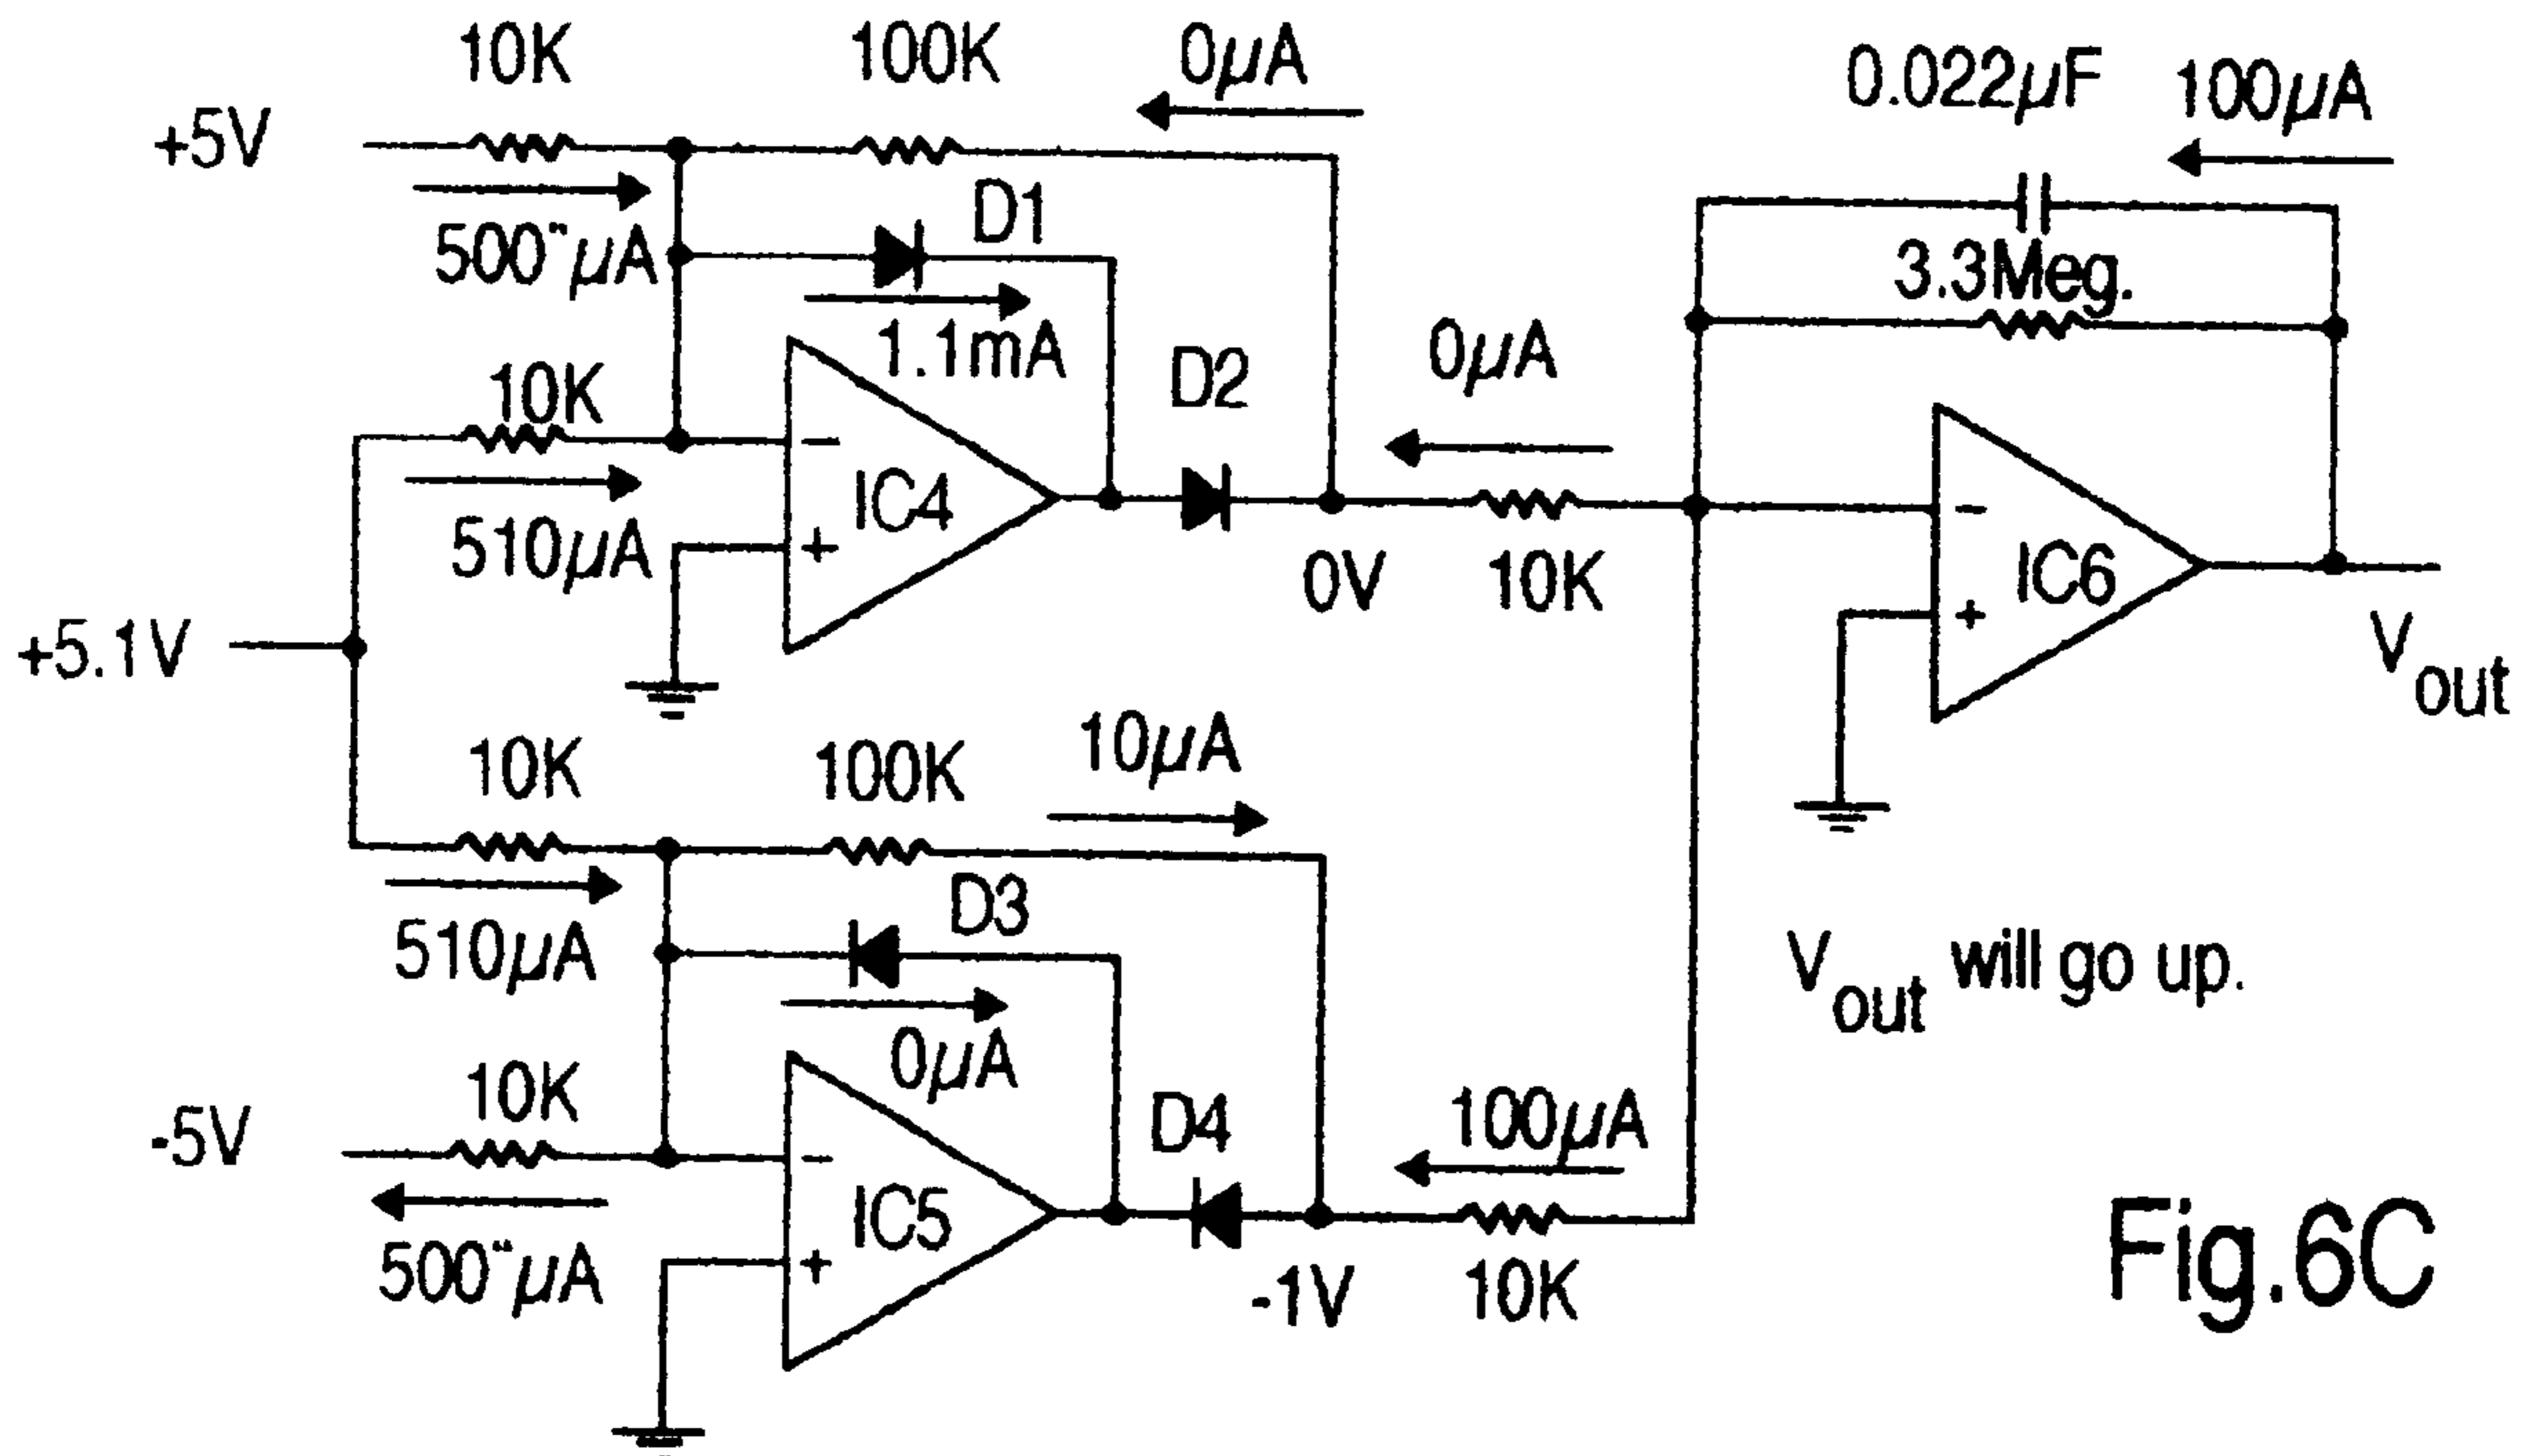 10K
100K
0μA
0.022μF
100μA
+5V
500 μA
D1
1.1mA
3.3Meg.
10K
D2
0μA
−
IC4
+
510μA
0V
10K
−
IC6
+
+5.1V
V out
10K
100K
10μA
510μA
D3
0μA
V out will go up.
-5V
10K
500 μA
−
IC5
+
D4
100μA
-1V
10K
Fig.6C